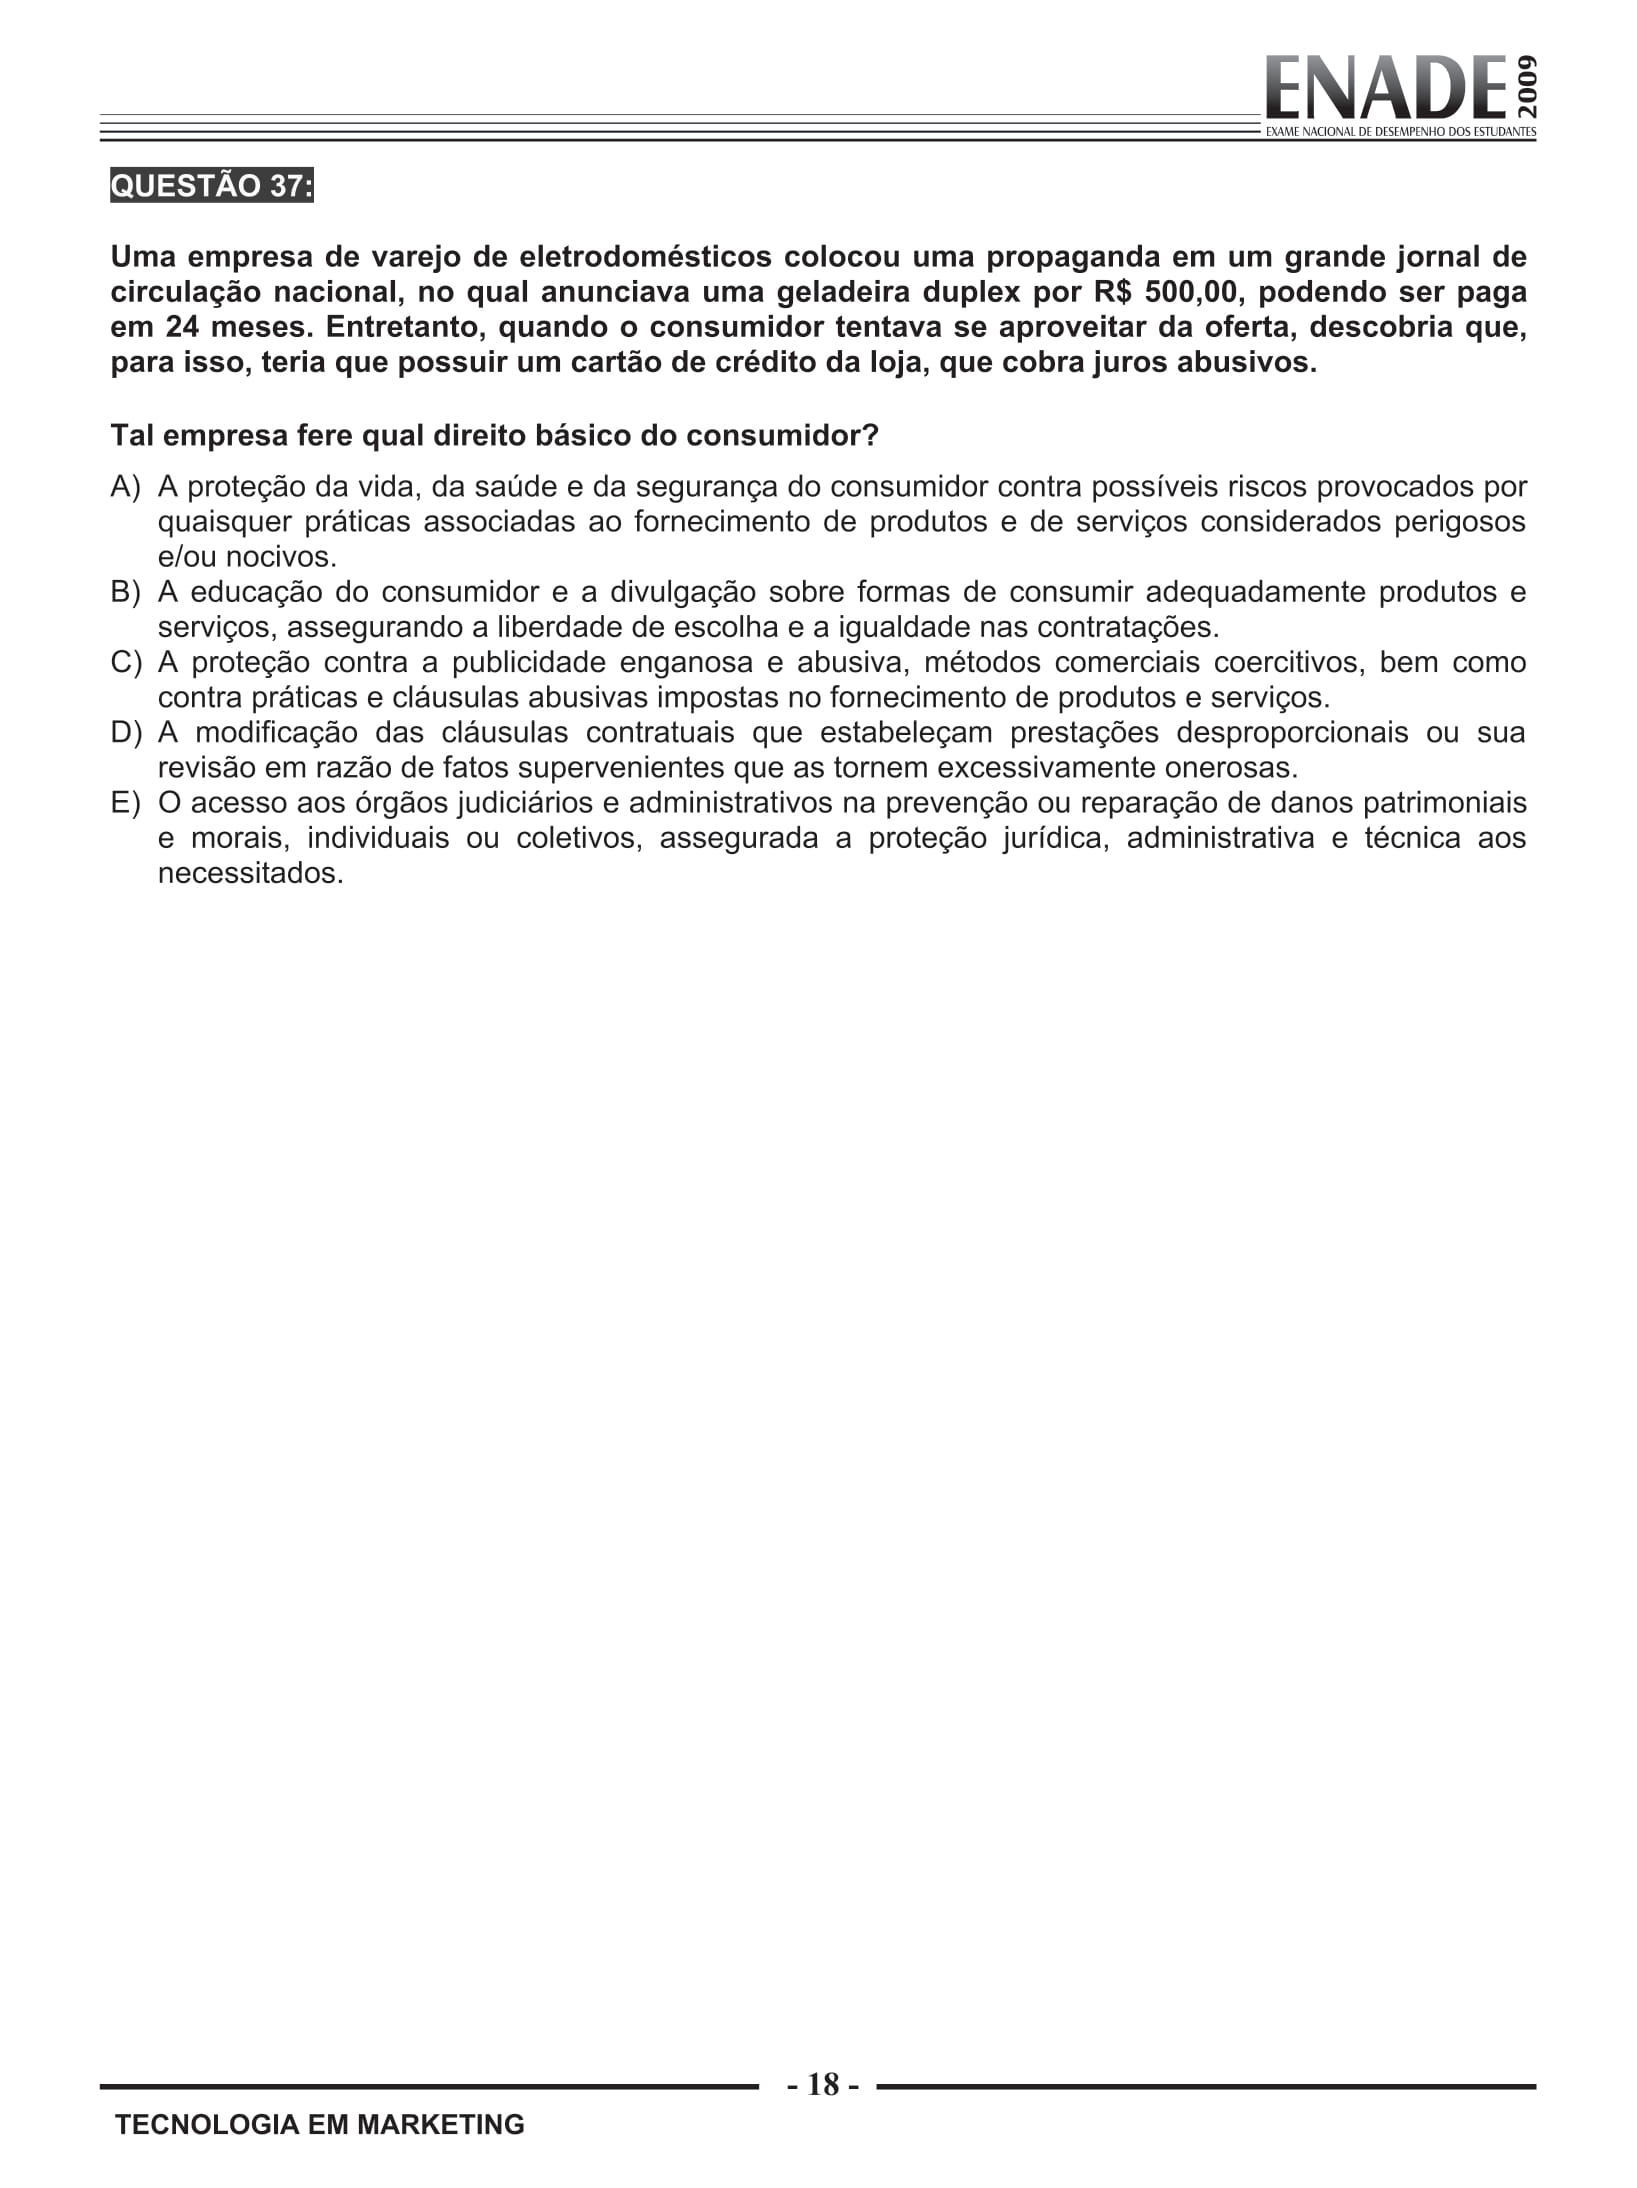 ENADE 2009
EXAME NACIONAL DE DESEMPENHO DOS ESTUDANTES
QUESTÃO 37:
Uma empresa de varejo de eletrodomésticos colocou uma propaganda em um grande jornal de
circulação nacional, no qual anunciava uma geladeira duplex por R$ 500,00, podendo ser paga
em 24 meses. Entretanto, quando o consumidor tentava se aproveitar da oferta, descobria que,
para isso, teria que possuir um cartão de crédito da loja, que cobra juros abusivos.
Tal empresa fere qual direito básico do consumidor?
A) A proteção da vida, da saúde e da segurança do consumidor contra possíveis riscos provocados por
quaisquer práticas associadas ao fornecimento de produtos e de serviços considerados perigosos
e/ou nocivos.
B) A educação do consumidor e a divulgação sobre formas de consumir adequadamente produtos e
serviços, assegurando a liberdade de escolha e a igualdade nas contratações.
C) A proteção contra a publicidade enganosa e abusiva, métodos comerciais coercitivos, bem como
contra práticas e cláusulas abusivas impostas no fornecimento de produtos e serviços.
D) A modificação das cláusulas contratuais que estabeleçam prestações desproporcionais ou sua
revisão em razão de fatos supervenientes que as tornem excessivamente onerosas.
E) O acesso aos órgãos judiciários e administrativos na prevenção ou reparação de danos patrimoniais
e morais, individuais ou coletivos, assegurada a proteção jurídica, administrativa e técnica aos
necessitados.
- 18 -
TECNOLOGIA EM MARKETING